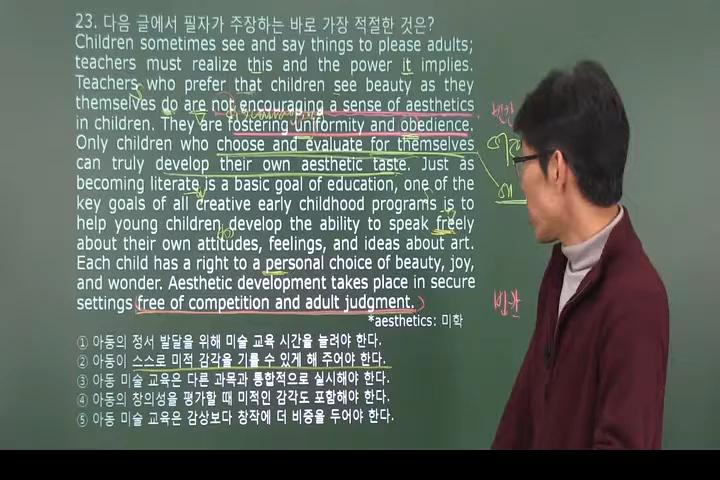 23. 다음 글에서 필자가 주장하는 바로 가장 적절한 것은?
Children sometimes see and say things to please adults;
teachers must realize this and the power it implies.
Teachers who prefer that children see beauty as they
themselves do are not encouraging a sense of aesthetics
in children. They are fostering uniformity and obedience.
Only children who choose and evaluate for themselves
can truly develop their own aesthetic taste. Just as
becoming literate is a basic goal of education, one of the
key goals of all creative early childhood programs is to
help young children develop the ability to speak freely
about their own attitudes, feelings, and ideas about art.
Each child has a right to a personal choice of beauty, joy,
and wonder. Aesthetic development takes place in secure
settings free of competition and adult judgment.
*aesthetics: 미학
① 아동의 정서 발달을 위해 미술 교육 시간을 늘려야 한다.
② 아동이 스스로 미적 감각을 기를 수 있게 해 주어야 한다.
③ 아동 미술 교육은 다른 과목과 통합적으로 실시해야 한다.
④ 아동의 창의성을 평가할 때 미적인 감각도 포함해야 한다.
⑤ 아동 미술 교육은 감상보다 창작에 더 비중을 두어야 한다.